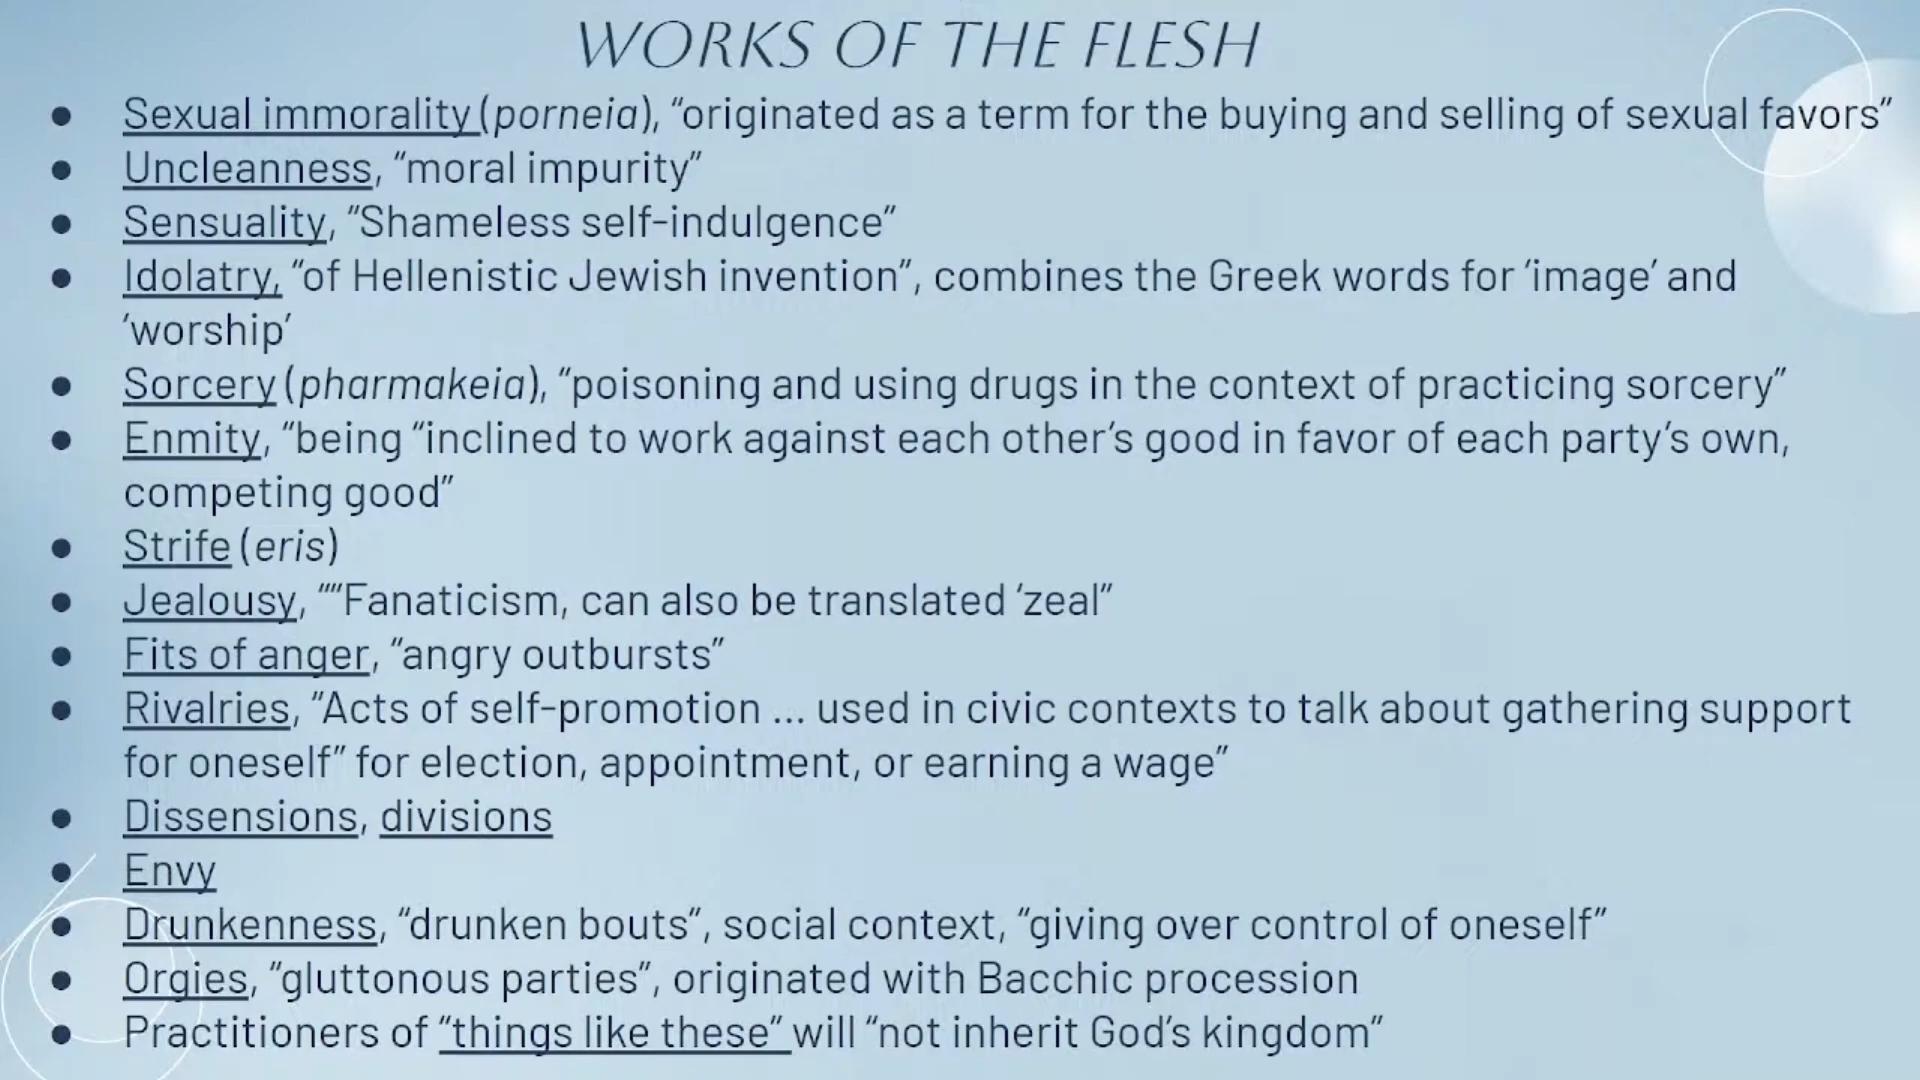 WORKS OF THE FLESH
● Sexual immorality (porneia), “originated as a term for the buying and selling of sexual favors”
● Uncleanness, “moral impurity”
● Sensuality, “Shameless self-indulgence”
● Idolatry, “of Hellenistic Jewish invention”, combines the Greek words for ‘image’ and
‘worship’
● Sorcery (pharmakeia), “poisoning and using drugs in the context of practicing sorcery”
● Enmity, “being “inclined to work against each other’s good in favor of each party’s own,
competing good”
● Strife (eris)
● Jealousy, “"Fanaticism, can also be translated ‘zeal”
● Fits of anger, “angry outbursts”
● Rivalries, “Acts of self-promotion ... used in civic contexts to talk about gathering support
for oneself” for election, appointment, or earning a wage”
● Dissensions, divisions
● Envy
● Drunkenness, “drunken bouts”, social context, “giving over control of oneself”
● Orgies, “gluttonous parties”, originated with Bacchic procession
● Practitioners of “things like these” will “not inherit God’s kingdom”